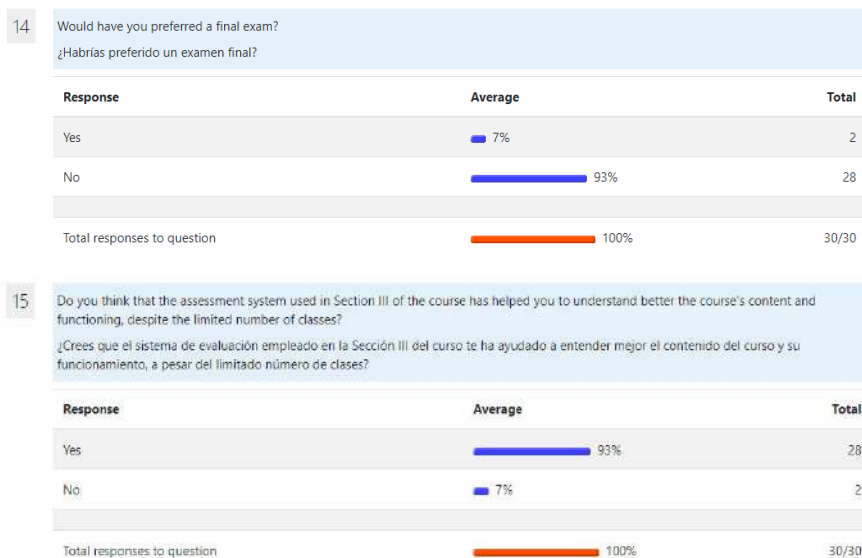 14
Would have you preferred a final exam?
¿Habrías preferido un examen final?
Response Average Total
Yes 7% 2
No 93% 28
Total responses to question 100% 30/30
15
Do you think that the assessment system used in Section III of the course has helped you to understand better the course's content and
functioning, despite the limited number of classes?
¿Crees que el sistema de evaluación empleado en la Sección III del curso te ha ayudado a entender mejor el contenido del curso y su
funcionamiento, a pesar del limitado número de clases?
Response Average Total
Yes 93% 28
No 7% 2
Total responses to question 100% 30/30